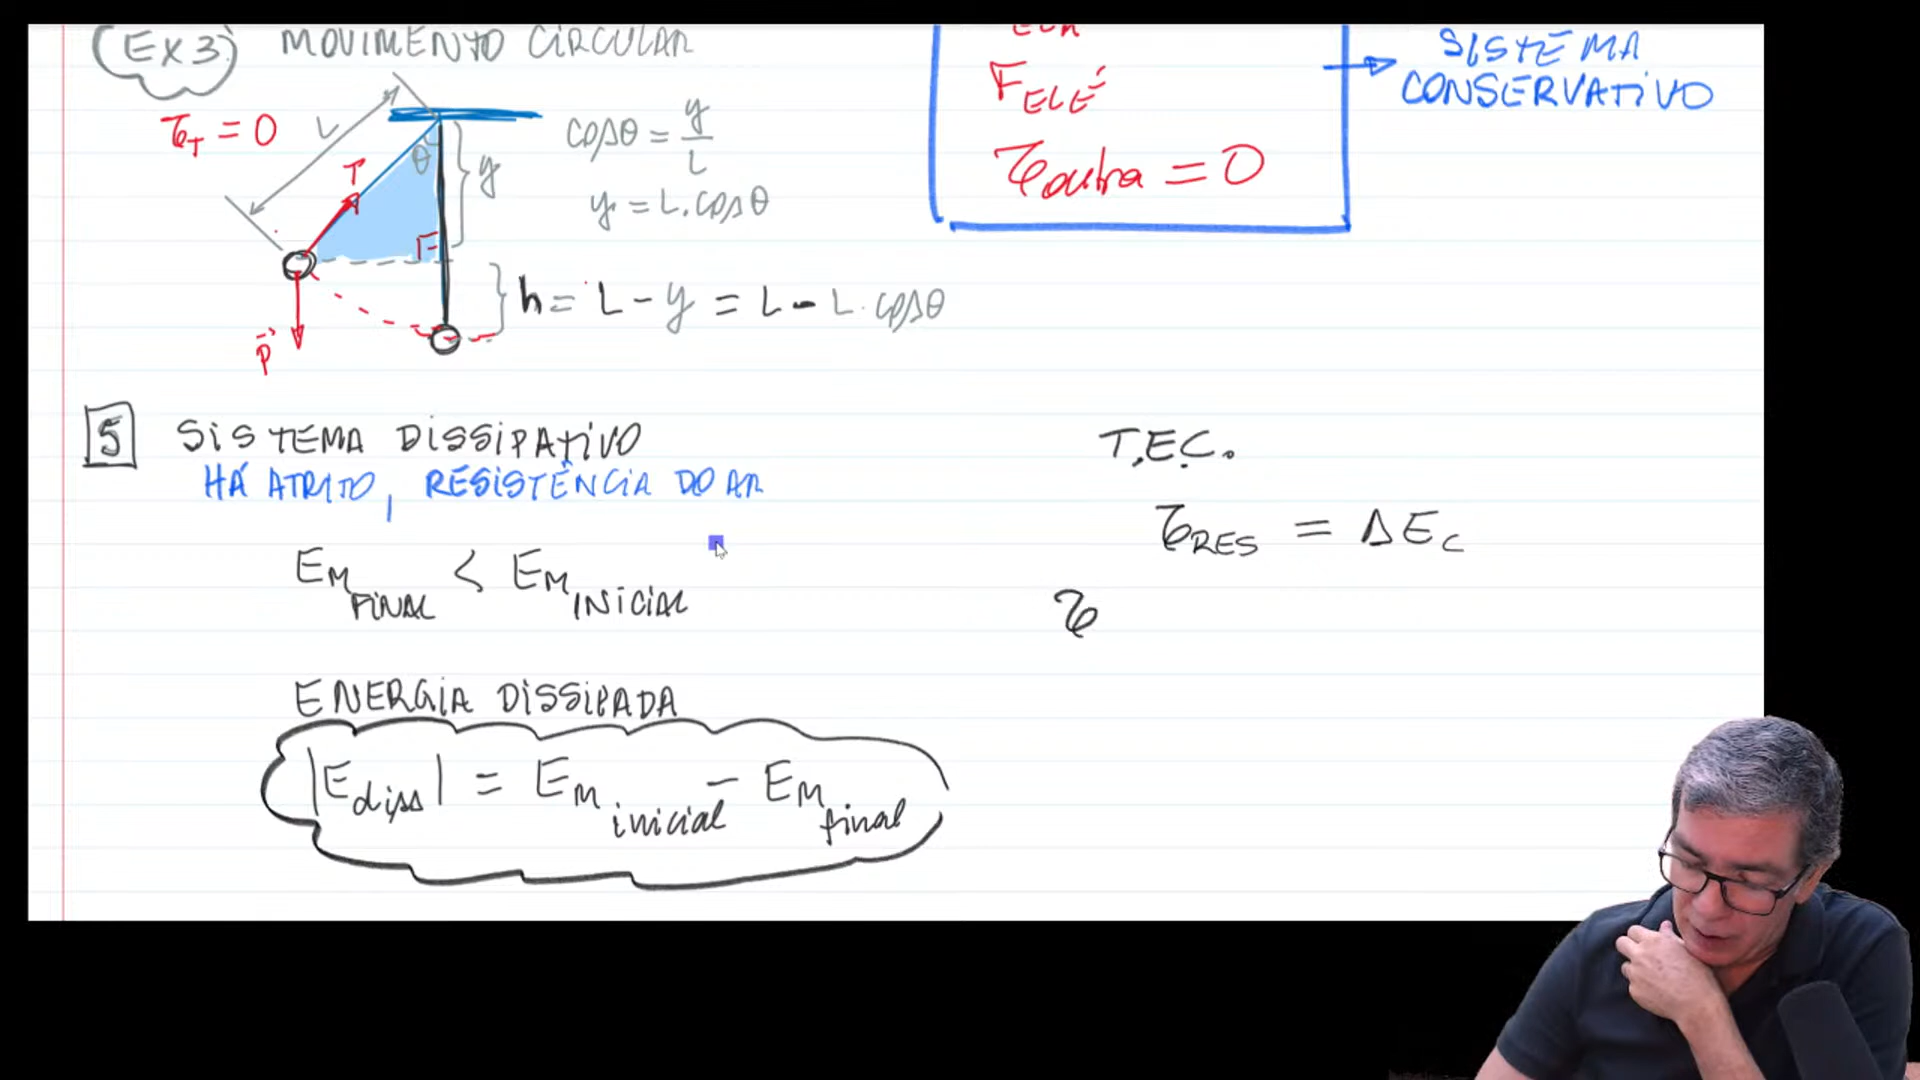 EX3) MOVIMENTO CIRCULAR
τT = 0
L
T
θ
y
cosθ = y/L
y = L.cosθ
P
h = L - y = L - L.cosθ
FELÉ
τoutra = 0
SISTEMA
CONSERVATIVO
5 SISTEMA DISSIPATIVO
HÁ ATRITO, RESISTÊNCIA DO AR
EM FINAL < EM INICIAL
ENERGIA DISSIPADA
|Ediss| = EM inicial - EM final
T.E.C.
τRES = ΔEC
τ